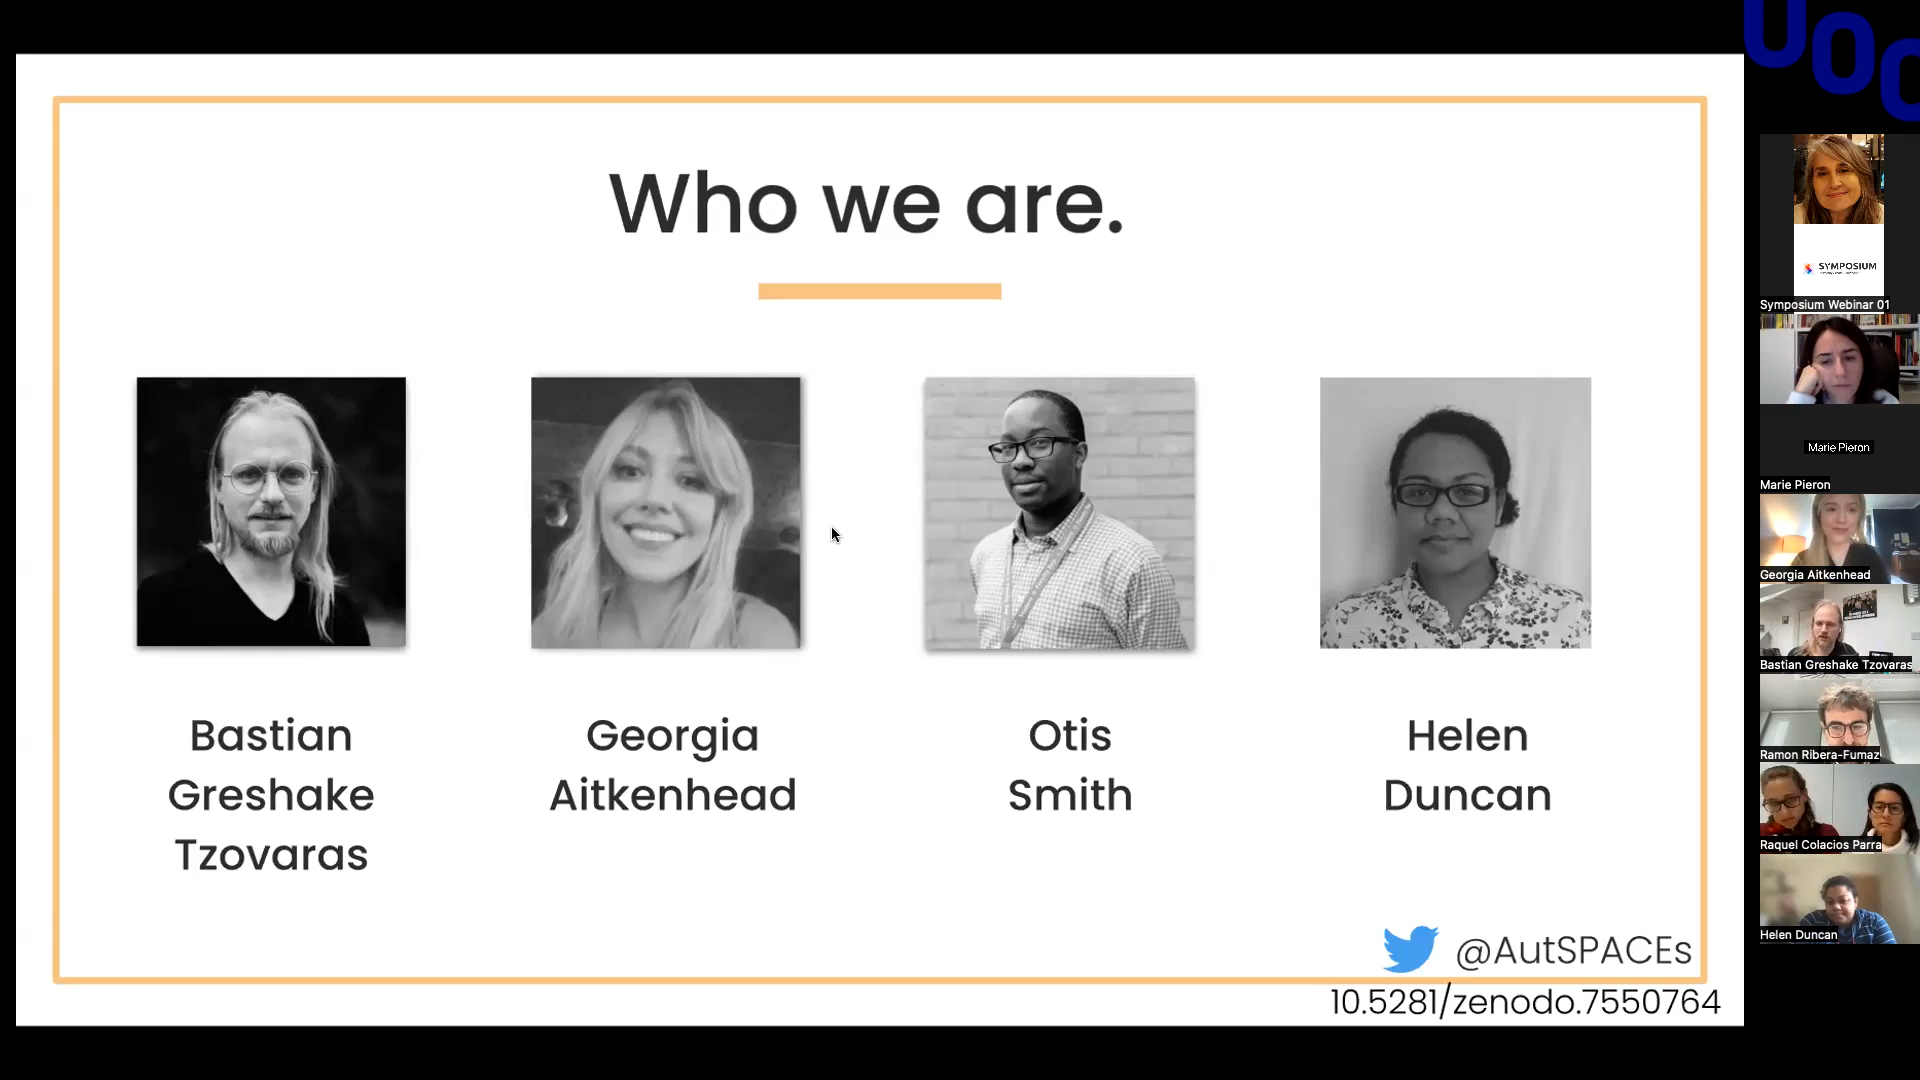 Who we are.
Bastian
Greshake
Tzovaras
Georgia
Aitkenhead
Otis
Smith
Helen
Duncan
@AutSPACEs
10.5281/zenodo.7550764
UOC
SYMPOSIUM
Symposium Webinar 01
Marie Pieron
Marie Pieron
Georgia Aitkenhead
Bastian Greshake Tzovaras
Ramon Ribera-Fumaz
Raquel Colacios Parra
Helen Duncan